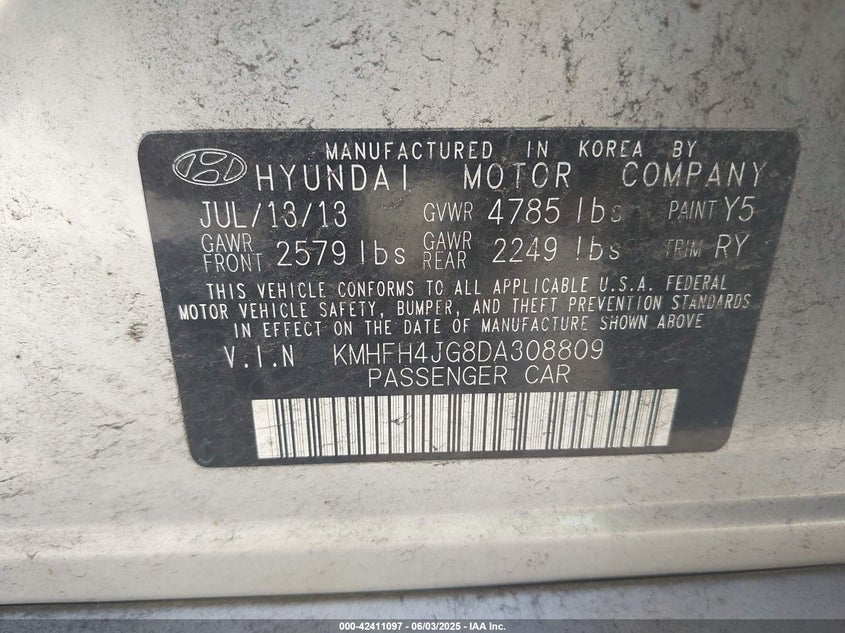 MANUFACTURED IN KOREA BY
HYUNDAI MOTOR COMPANY
JUL/13/13 GVWR 4785 lbs PAINT Y5
GAWR FRONT 2579 lbs GAWR REAR 2249 lbs TRIM RY
THIS VEHICLE CONFORMS TO ALL APPLICABLE U.S.A. FEDERAL
MOTOR VEHICLE SAFETY, BUMPER, AND THEFT PREVENTION STANDARDS
IN EFFECT ON THE DATE OF MANUFACTURE SHOWN ABOVE
V.I.N KMHFH4JG8DA308809
PASSENGER CAR
000-42411097 - 06/03/2025 - IAA Inc.